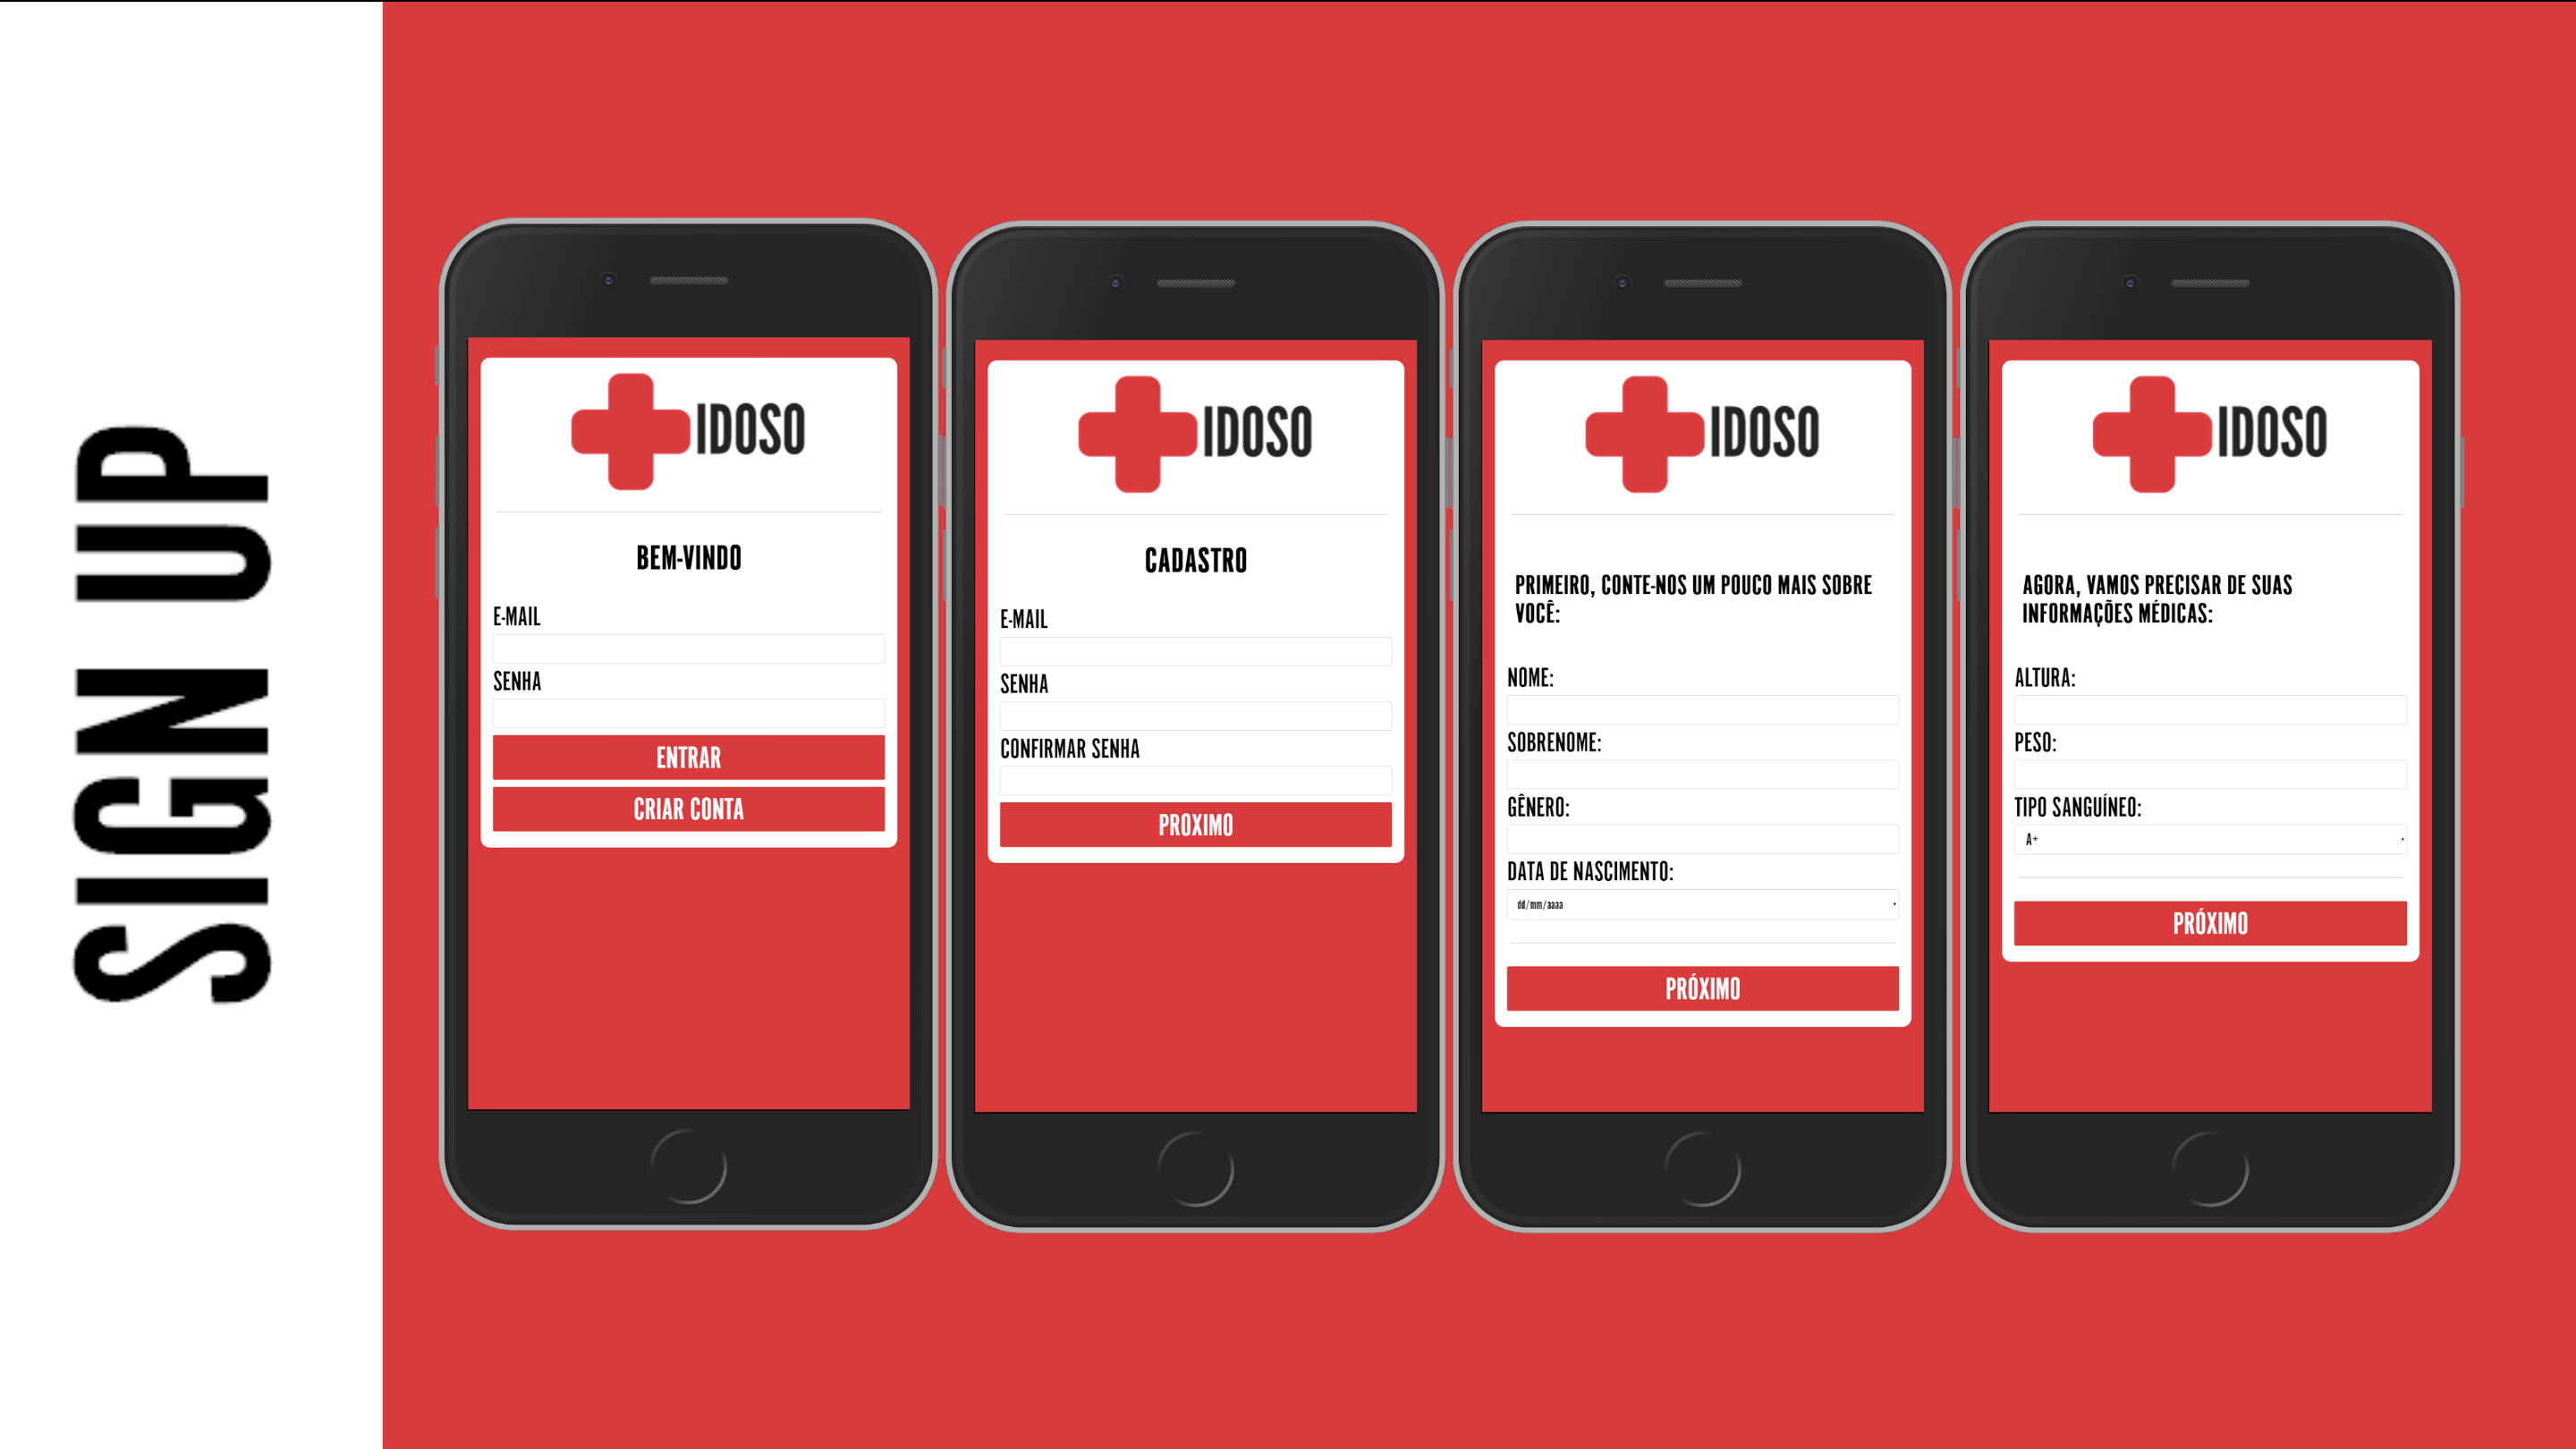 SIGN UP
IDOSO
BEM-VINDO
E-MAIL
SENHA
ENTRAR
CRIAR CONTA
IDOSO
CADASTRO
E-MAIL
SENHA
CONFIRMAR SENHA
PROXIMO
IDOSO
PRIMEIRO, CONTE-NOS UM POUCO MAIS SOBRE
VOCÊ:
NOME:
SOBRENOME:
GÊNERO:
DATA DE NASCIMENTO:
dd/mm/aaaa
PRÓXIMO
IDOSO
AGORA, VAMOS PRECISAR DE SUAS
INFORMAÇÕES MÉDICAS:
ALTURA:
PESO:
TIPO SANGUÍNEO:
A+
PRÓXIMO